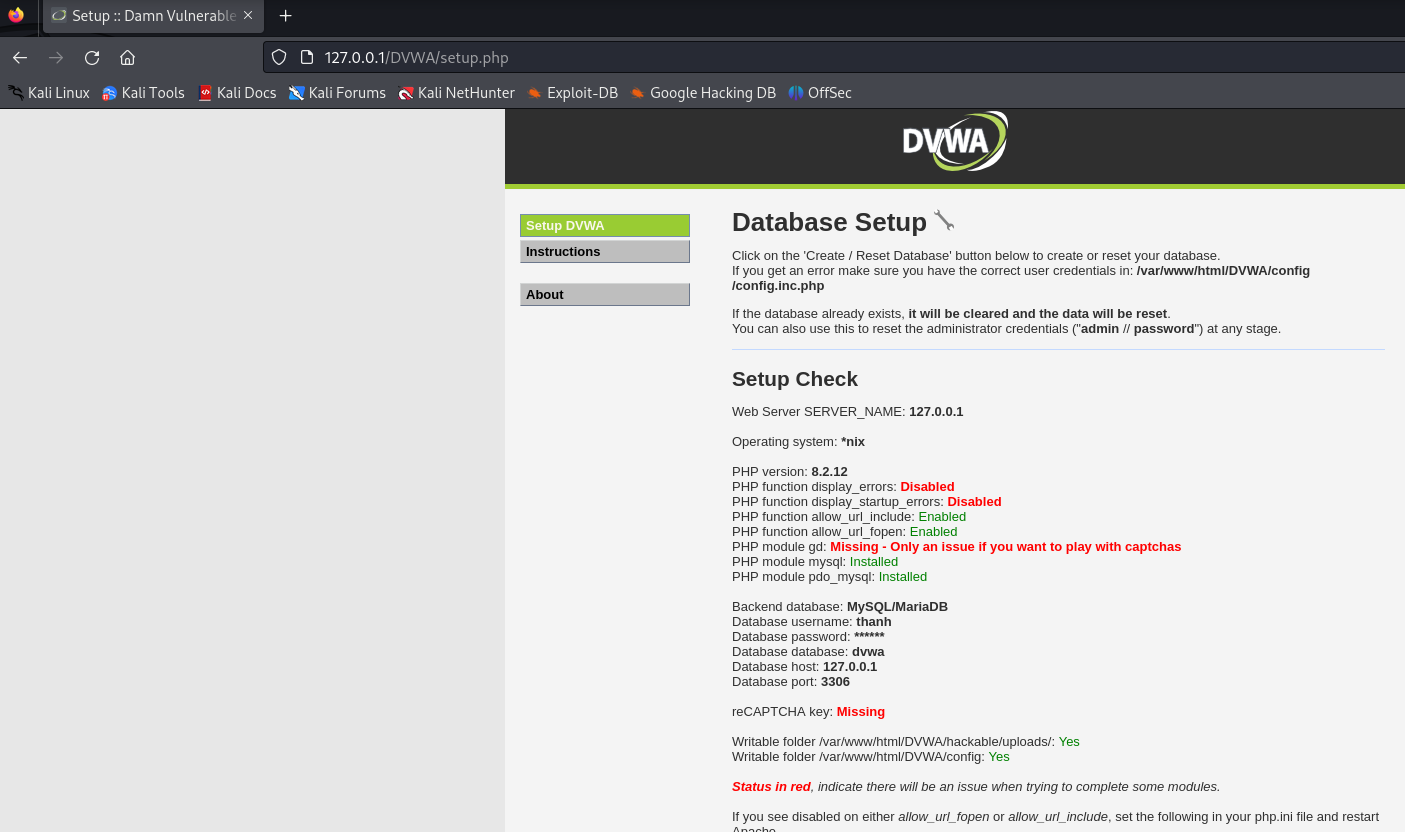 Setup :: Damn Vulnerable
127.0.0.1/DVWA/setup.php
Kali Linux Kali Tools Kali Docs Kali Forums Kali NetHunter Exploit-DB Google Hacking DB OffSec
DVWA
Setup DVWA
Instructions
About
Database Setup
Click on the 'Create / Reset Database' button below to create or reset your database.
If you get an error make sure you have the correct user credentials in: /var/www/html/DVWA/config
/config.inc.php
If the database already exists, it will be cleared and the data will be reset.
You can also use this to reset the administrator credentials ("admin // password") at any stage.
Setup Check
Web Server SERVER_NAME: 127.0.0.1
Operating system: *nix
PHP version: 8.2.12
PHP function display_errors: Disabled
PHP function display_startup_errors: Disabled
PHP function allow_url_include: Enabled
PHP function allow_url_fopen: Enabled
PHP module gd: Missing - Only an issue if you want to play with captchas
PHP module mysql: Installed
PHP module pdo_mysql: Installed
Backend database: MySQL/MariaDB
Database username: thanh
Database password: ******
Database database: dvwa
Database host: 127.0.0.1
Database port: 3306
reCAPTCHA key: Missing
Writable folder /var/www/html/DVWA/hackable/uploads/: Yes
Writable folder /var/www/html/DVWA/config: Yes
Status in red, indicate there will be an issue when trying to complete some modules.
If you see disabled on either allow_url_fopen or allow_url_include, set the following in your php.ini file and restart
Apache.